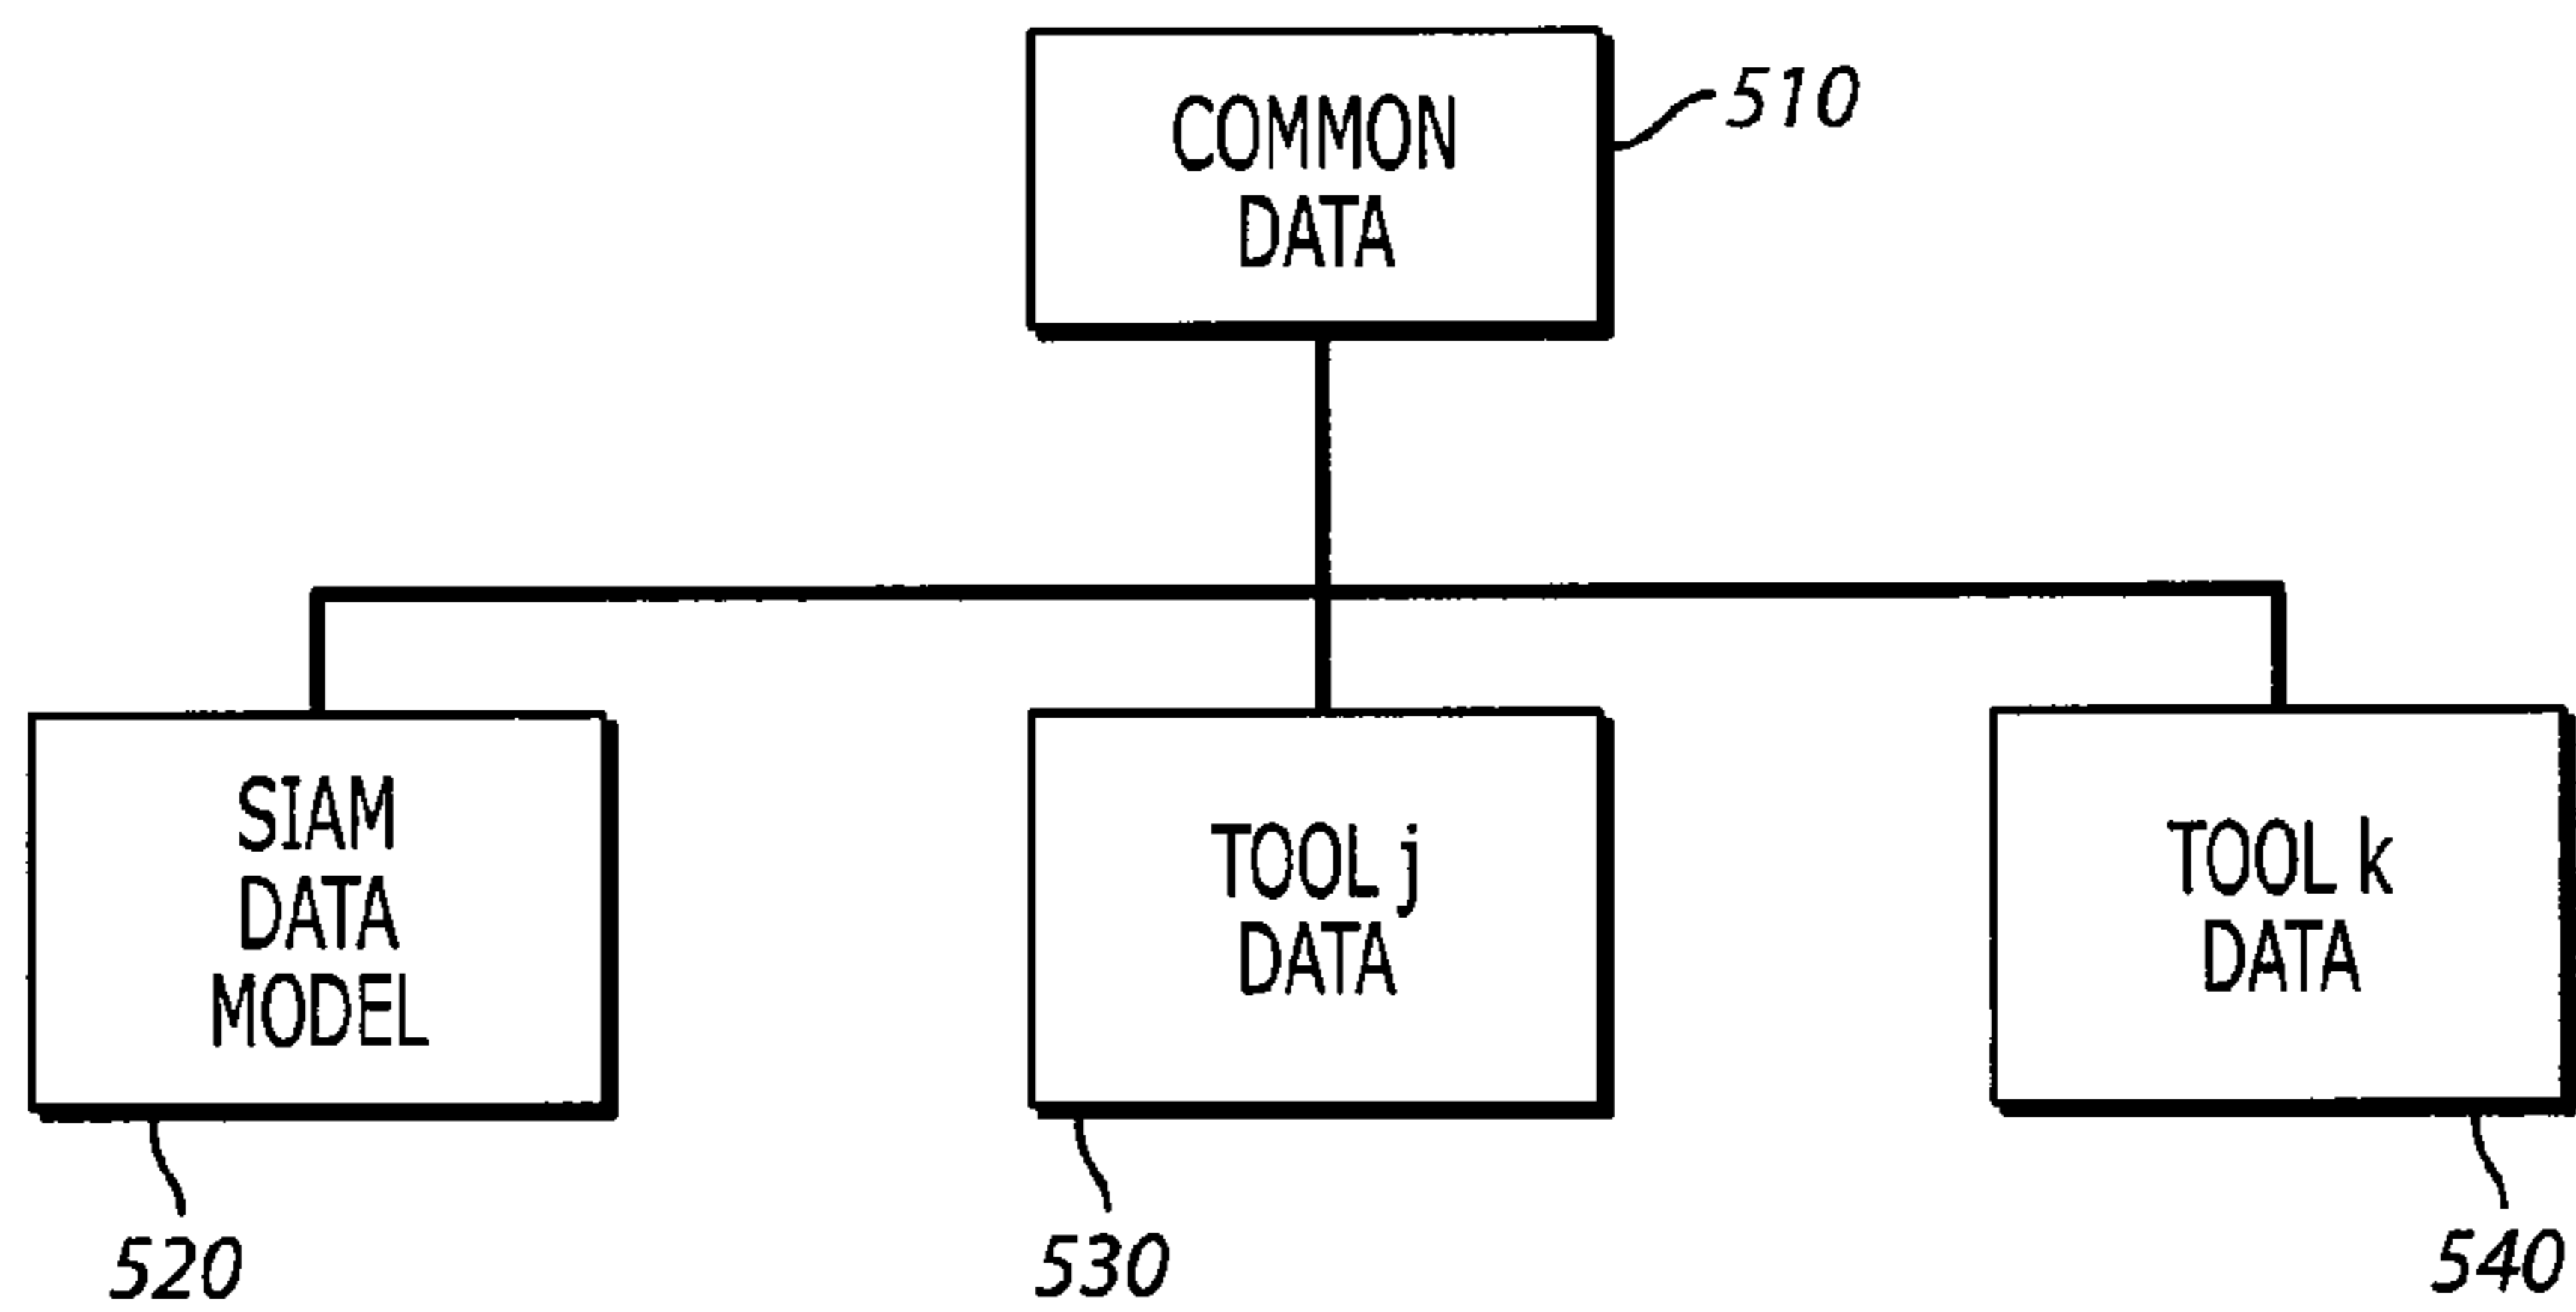 COMMON
DATA
510
SIAM
DATA
MODEL
TOOL j
DATA
TOOL k
DATA
520
530
540